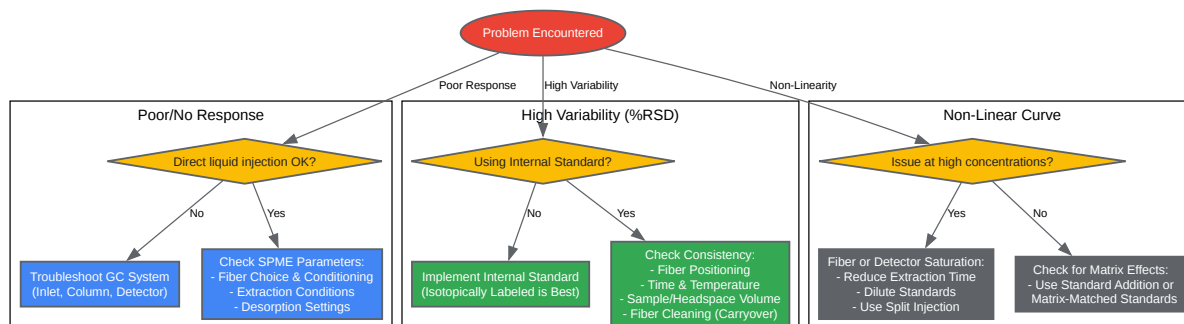 Problem Encountered
Poor Response
High Variability
Non-Linearity
Poor/No Response
Direct liquid injection OK?
No
Yes
Troubleshoot GC System
(Inlet, Column, Detector)
Check SPME Parameters:
- Fiber Choice & Conditioning
- Extraction Conditions
- Desorption Settings
High Variability (%RSD)
Using Internal Standard?
No
Yes
Implement Internal Standard
(Isotopically Labeled is Best)
Check Consistency:
- Fiber Positioning
- Time & Temperature
- Sample/Headspace Volume
- Fiber Cleaning (Carryover)
Non-Linear Curve
Issue at high concentrations?
Yes
No
Fiber or Detector Saturation:
- Reduce Extraction Time
- Dilute Standards
- Use Split Injection
Check for Matrix Effects:
- Use Standard Addition or
Matrix-Matched Standards